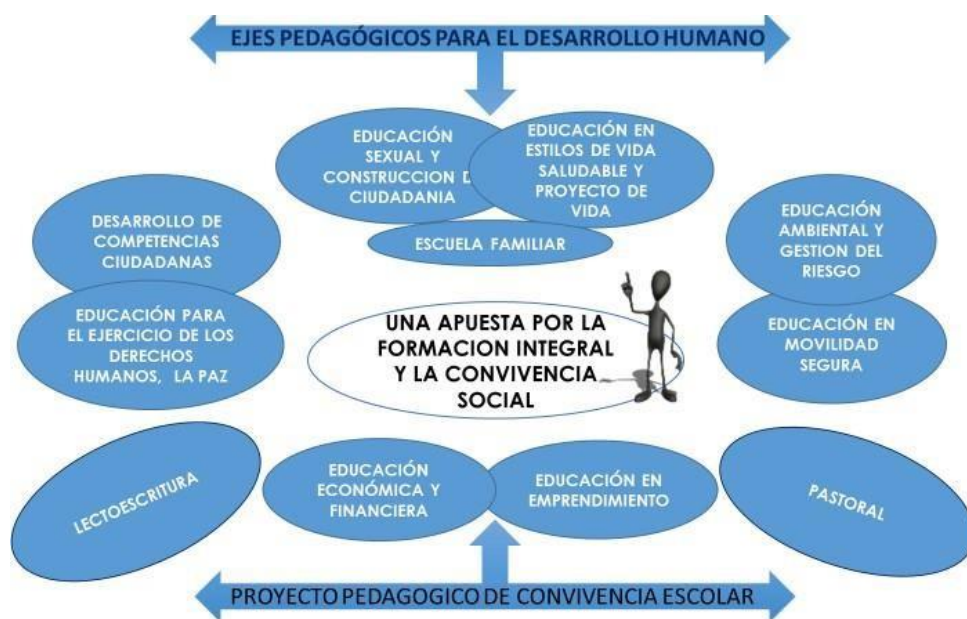 EJES PEDAGÓGICOS PARA EL DESARROLLO HUMANO
EDUCACIÓN
SEXUAL Y
CONSTRUCCION D
CIUDADANIA
EDUCACIÓN EN
ESTILOS DE VIDA
SALUDABLE Y
PROYECTO DE
VIDA
ESCUELA FAMILIAR
DESARROLLO DE
COMPETENCIAS
CIUDADANAS
EDUCACIÓN PARA
EL EJERCICIO DE LOS
DERECHOS
HUMANOS, LA PAZ
EDUCACIÓN
AMBIENTAL Y
GESTION DEL
RIESGO
EDUCACIÓN EN
MOVILIDAD
SEGURA
UNA APUESTA POR LA
FORMACION INTEGRAL
Y LA CONVIVENCIA
SOCIAL
LECTOESCRITURA
EDUCACIÓN
ECONÓMICA Y
FINANCIERA
EDUCACIÓN EN
EMPRENDIMIENTO
PASTORAL
PROYECTO PEDAGOGICO DE CONVIVENCIA ESCOLAR